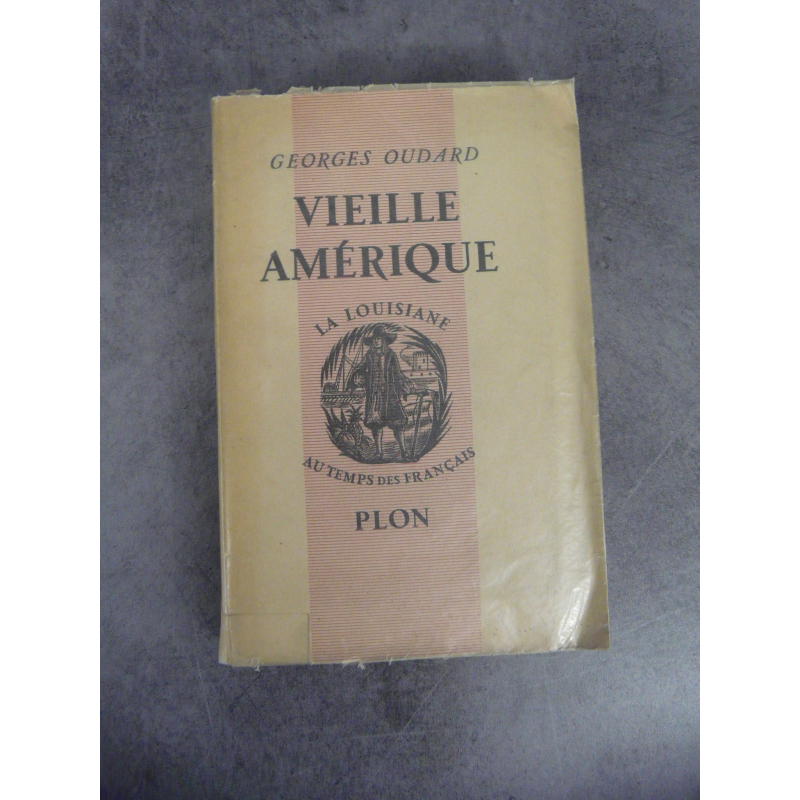 GEORGES OUDARD
VIEILLE
AMÉRIQUE
LA LOUISIANE
AU TEMPS DES FRANÇAIS
PLON